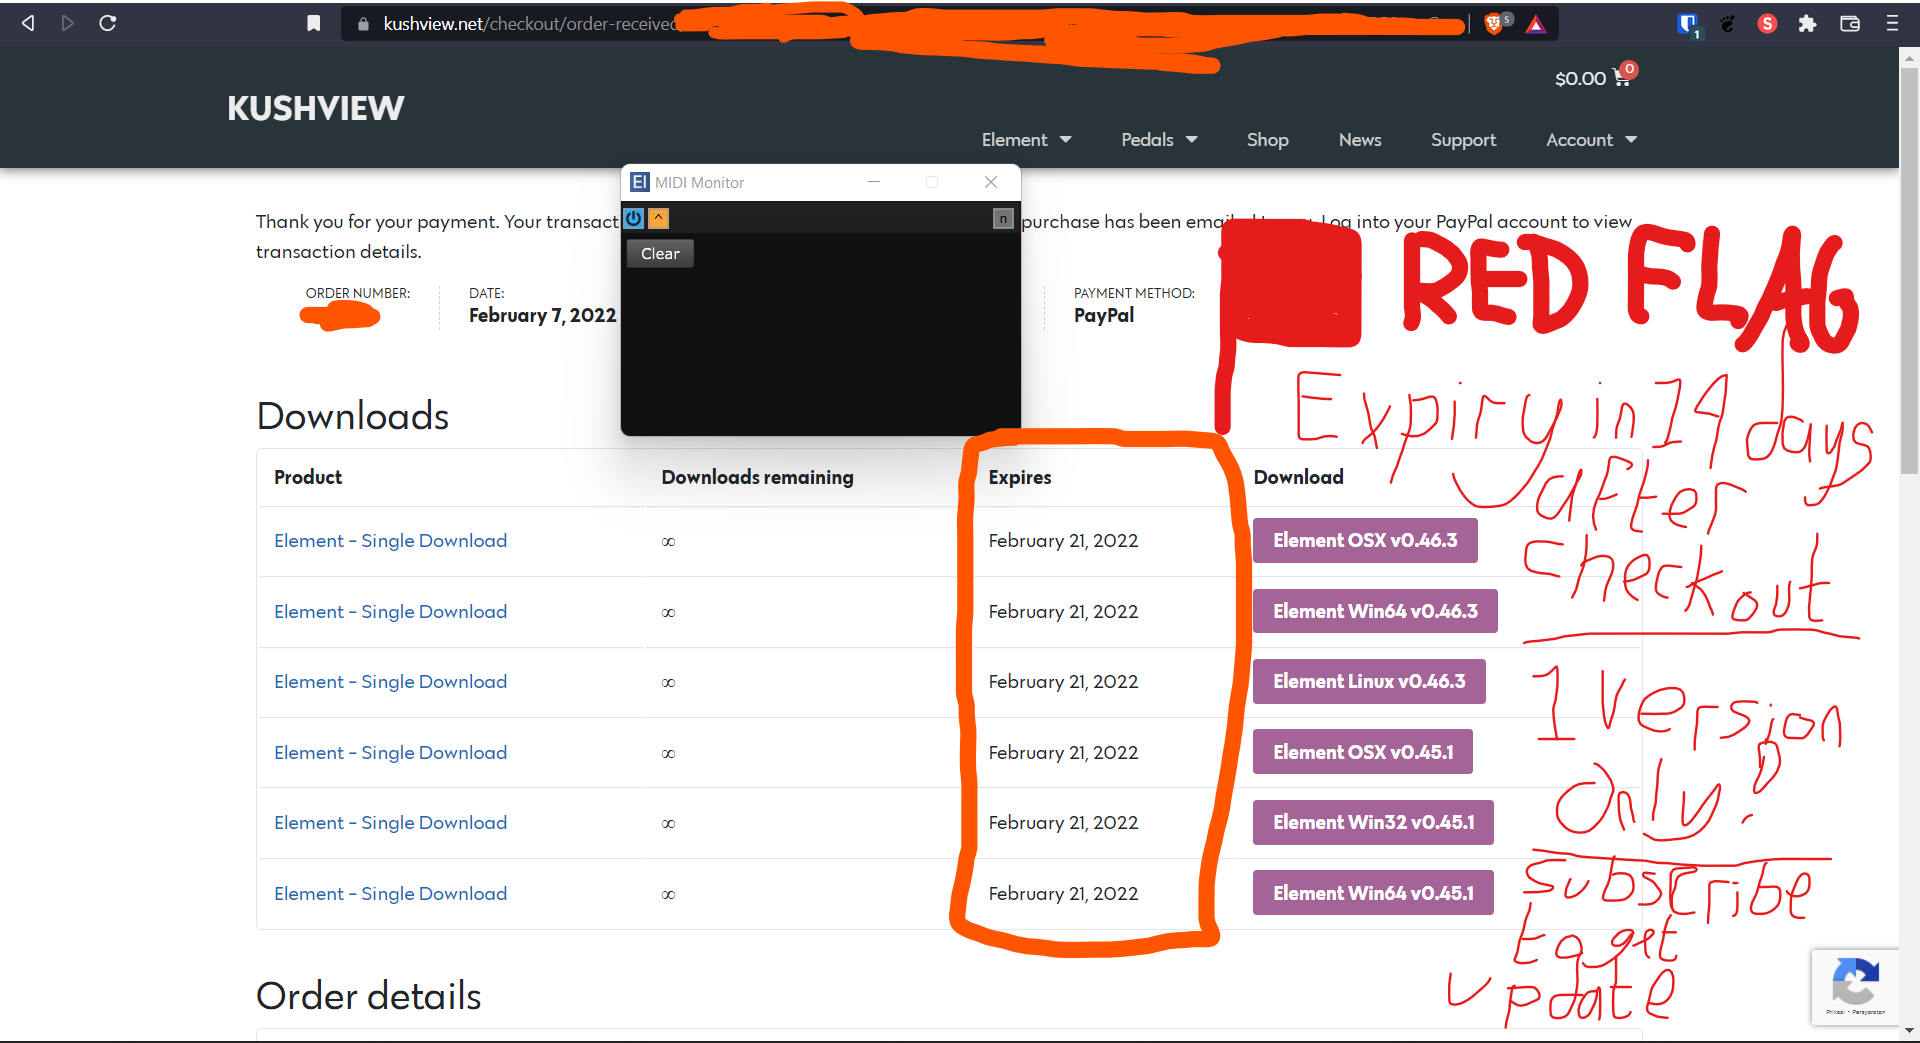 kushview.net/checkout/order-received
S
1
S
$0.00 0
KUSHVIEW
Element Pedals Shop News Support Account
EI MIDI Monitor
n
Clear
Thank you for your payment. Your transact purchase has been Log into your PayPal account to view
transaction details.
ORDER NUMBER: DATE: PAYMENT METHOD:
February 7, 2022 PayPal
RED FLAG
Expiry in 14 days
after
checkout
1 version
only!
subscribe
to get
update
Downloads
Product Downloads remaining Expires Download
Element - Single Download ∞ February 21, 2022 Element OSX v0.46.3
Element - Single Download ∞ February 21, 2022 Element Win64 v0.46.3
Element - Single Download ∞ February 21, 2022 Element Linux v0.46.3
Element - Single Download ∞ February 21, 2022 Element OSX v0.45.1
Element - Single Download ∞ February 21, 2022 Element Win32 v0.45.1
Element - Single Download ∞ February 21, 2022 Element Win64 v0.45.1
Order details
Privasi - Persyaratan